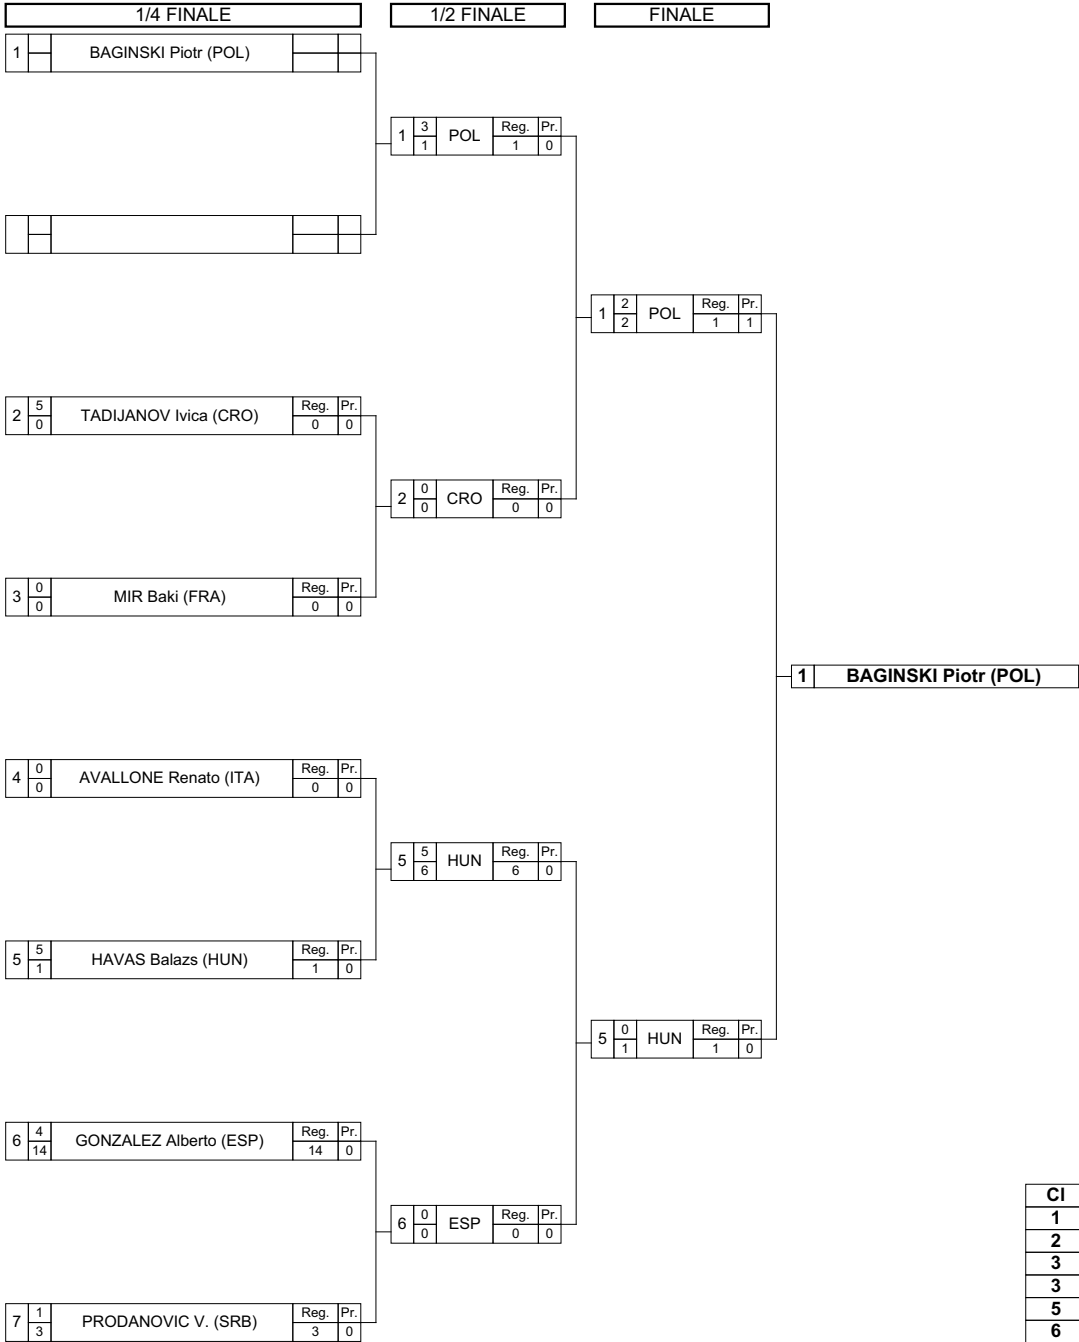 1/4 FINALE 1/2 FINALE FINALE
1 BAGINSKI Piotr (POL)
1 3 1 POL Reg. 1 Pr. 0
1 2 2 POL Reg. 1 Pr. 1
2 5 0 TADIJANOV Ivica (CRO) Reg. 0 Pr. 0
2 0 0 CRO Reg. 0 Pr. 0
3 0 0 MIR Baki (FRA) Reg. 0 Pr. 0
1 BAGINSKI Piotr (POL)
4 0 0 AVALLONE Renato (ITA) Reg. 0 Pr. 0
5 5 6 HUN Reg. 6 Pr. 0
5 5 1 HAVAS Balazs (HUN) Reg. 1 Pr. 0
5 0 1 HUN Reg. 1 Pr. 0
6 4 14 GONZALEZ Alberto (ESP) Reg. 14 Pr. 0
6 0 0 ESP Reg. 0 Pr. 0
7 1 3 PRODANOVIC V. (SRB) Reg. 3 Pr. 0
Cl
1
2
3
3
5
6